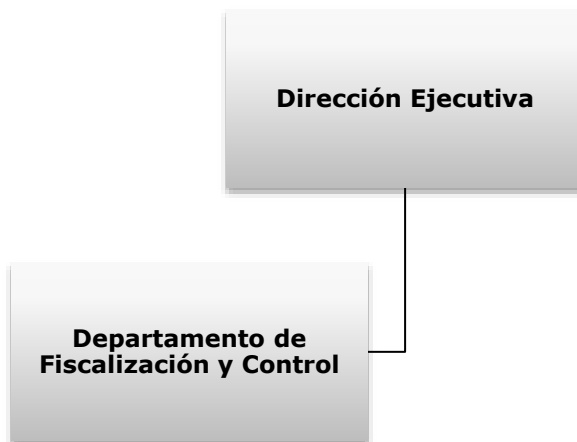 Dirección Ejecutiva
Departamento de
Fiscalización y Control